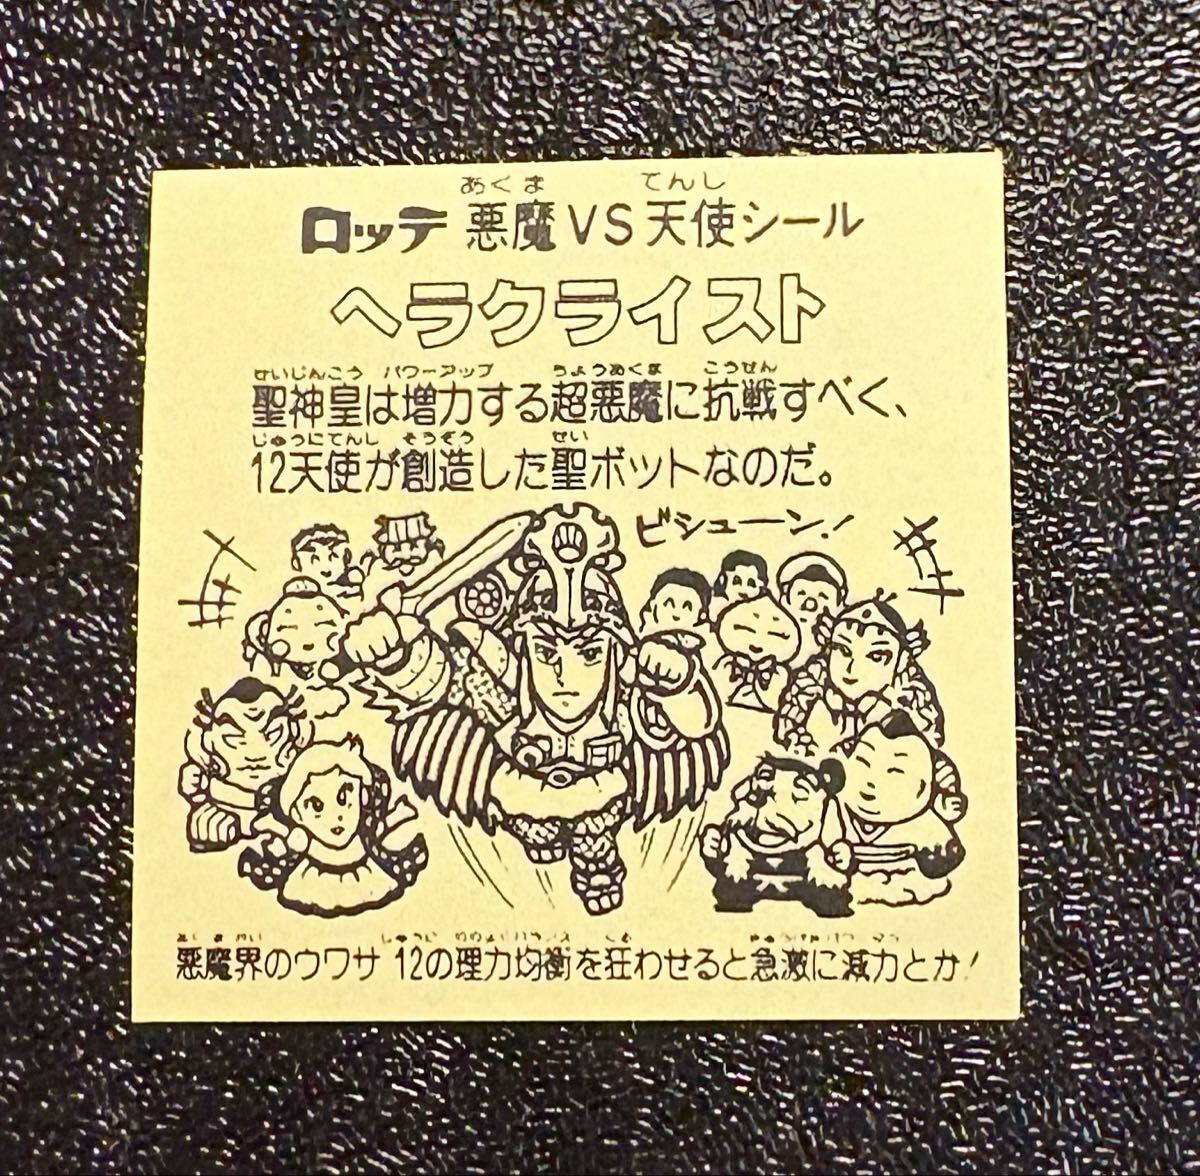 あくま てんし
ロッテ 悪魔VS天使シール
ヘラクライスト
せいじんこう パワーアップ ちょうあくま こうせん
聖神皇は増力する超悪魔に抗戦すべく、
じゅうにてんし そうぞう せい
12天使が創造した聖ボットなのだ。
ビシューン!
悪魔界のウワサ 12の理力均衡を狂わせると急激に減力とか!